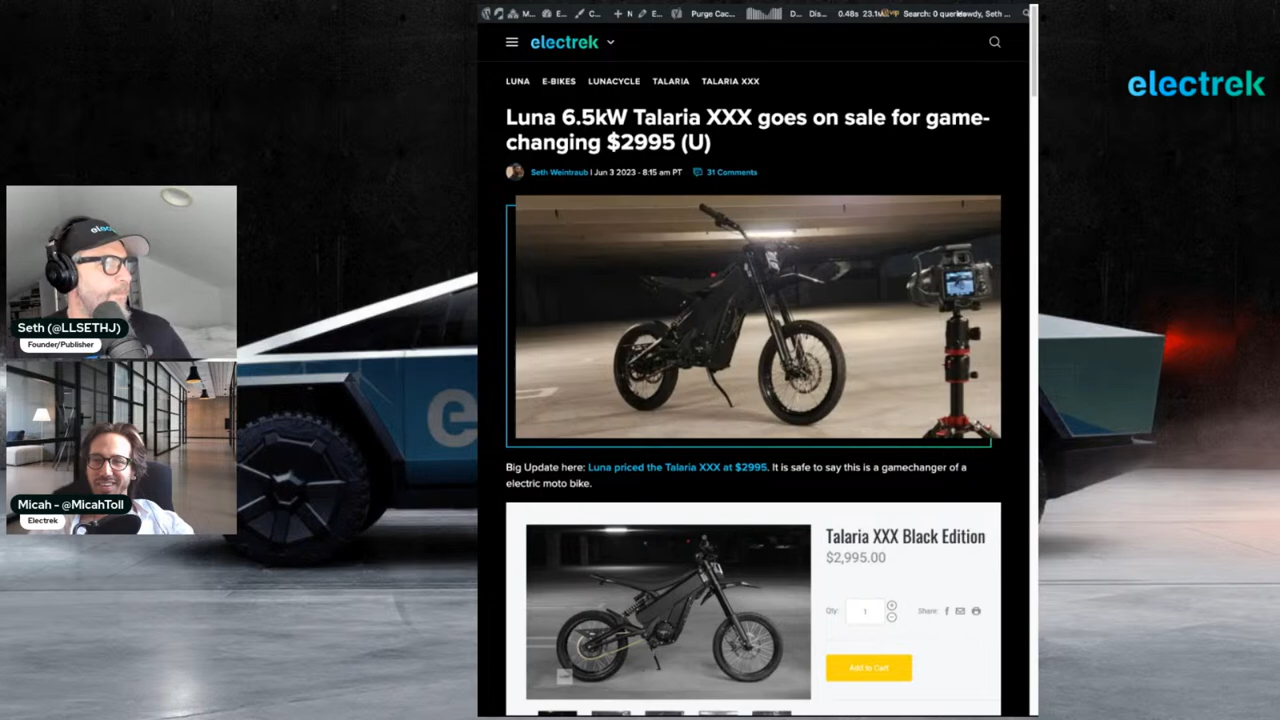 M...
E...
C...
N
E...
Purge Cac...
D...
Dis...
0.48s
Search: 0 queries
Seth ...
electrek
electrek
LUNA E-BIKES LUNACYCLE TALARIA TALARIA XXX
Luna 6.5kW Talaria XXX goes on sale for game-
changing $2995 (U)
Seth Weintraub | Jun 3 2023 - 8:15 am PT 31 Comments
Seth (@LLSETHJ)
Founder/Publisher
Micah - @MicahToll
Electrek
e
Big Update here: Luna priced the Talaria XXX at $2995. It is safe to say this is a gamechanger of a
electric moto bike.
Talaria XXX Black Edition
$2,995.00
Qty: 1 Share:
Add to Cart